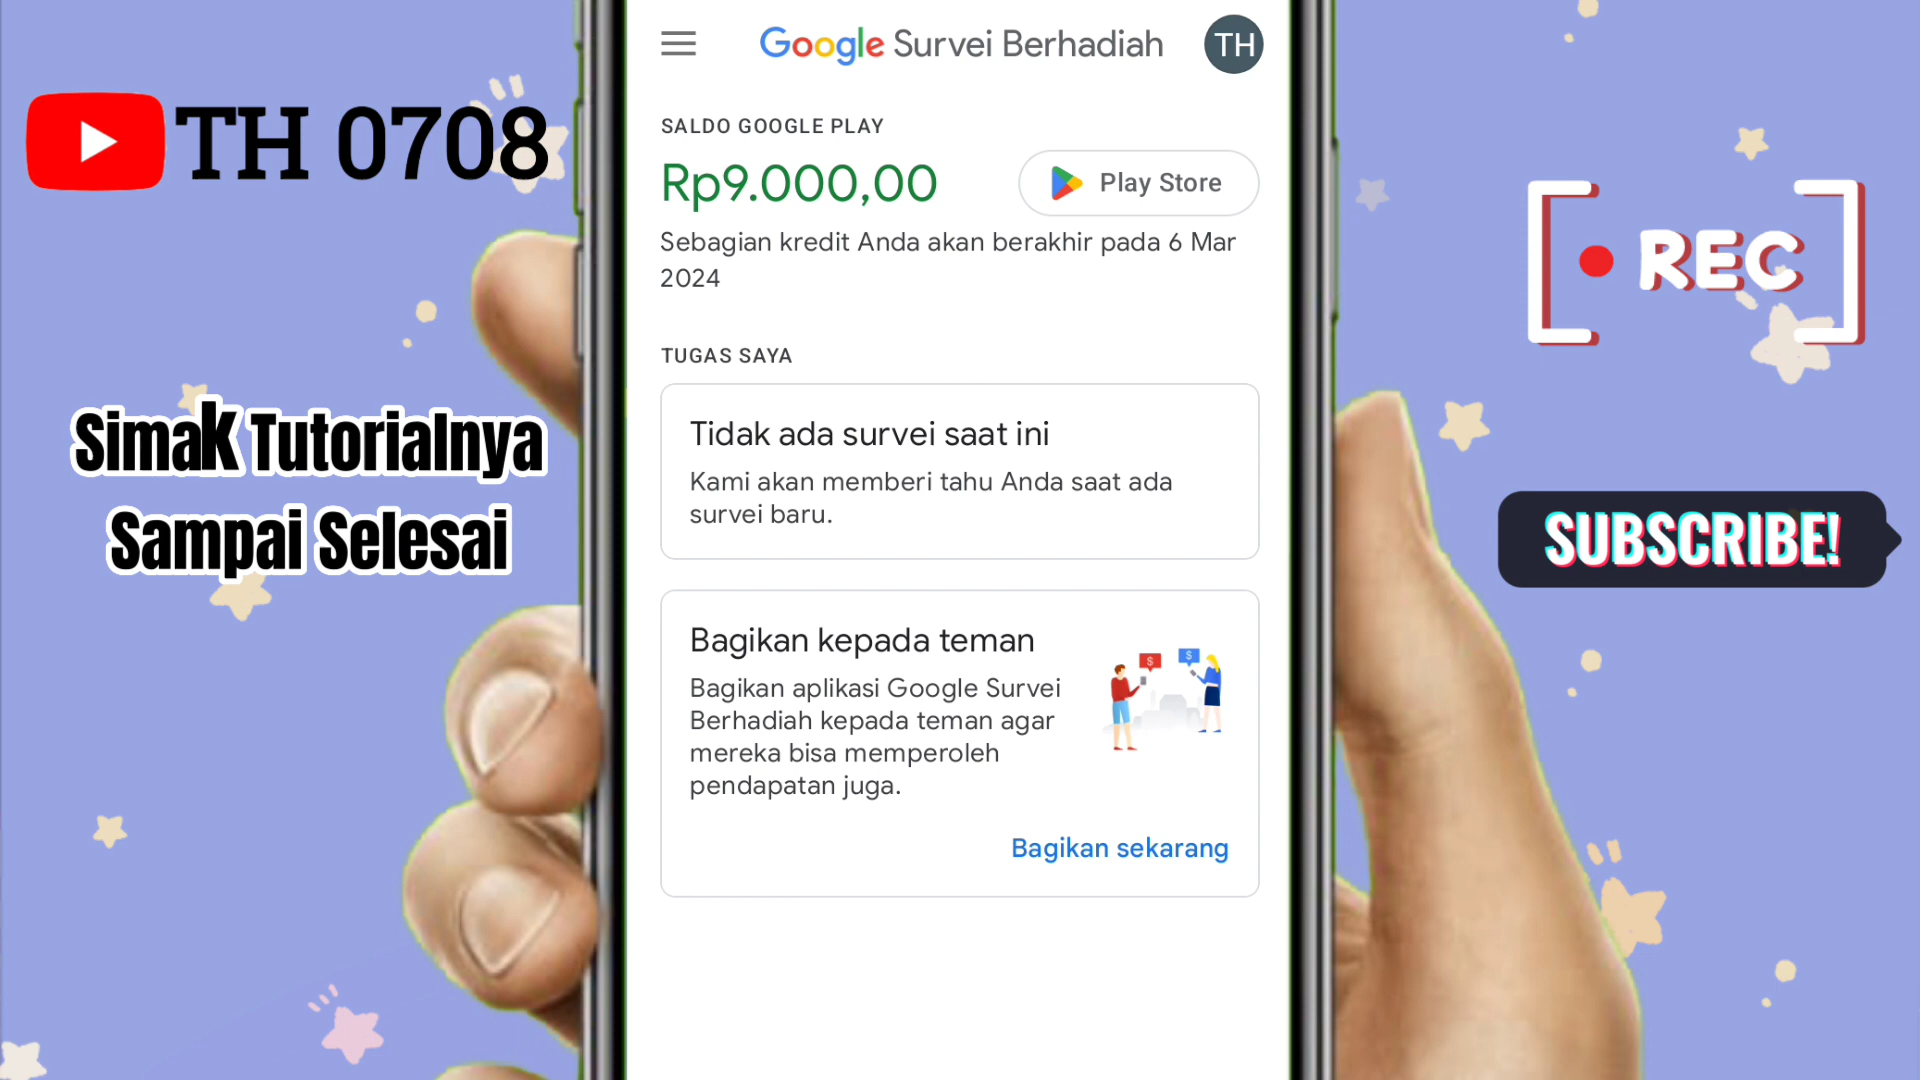 TH 0708
Simak Tutorialnya
Sampai Selesai
Google Survei Berhadiah
TH
SALDO GOOGLE PLAY
Rp9.000,00
Play Store
Sebagian kredit Anda akan berakhir pada 6 Mar
2024
TUGAS SAYA
Tidak ada survei saat ini
Kami akan memberi tahu Anda saat ada
survei baru.
Bagikan kepada teman
Bagikan aplikasi Google Survei
Berhadiah kepada teman agar
mereka bisa memperoleh
pendapatan juga.
$
$
Bagikan sekarang
REC
SUBSCRIBE!